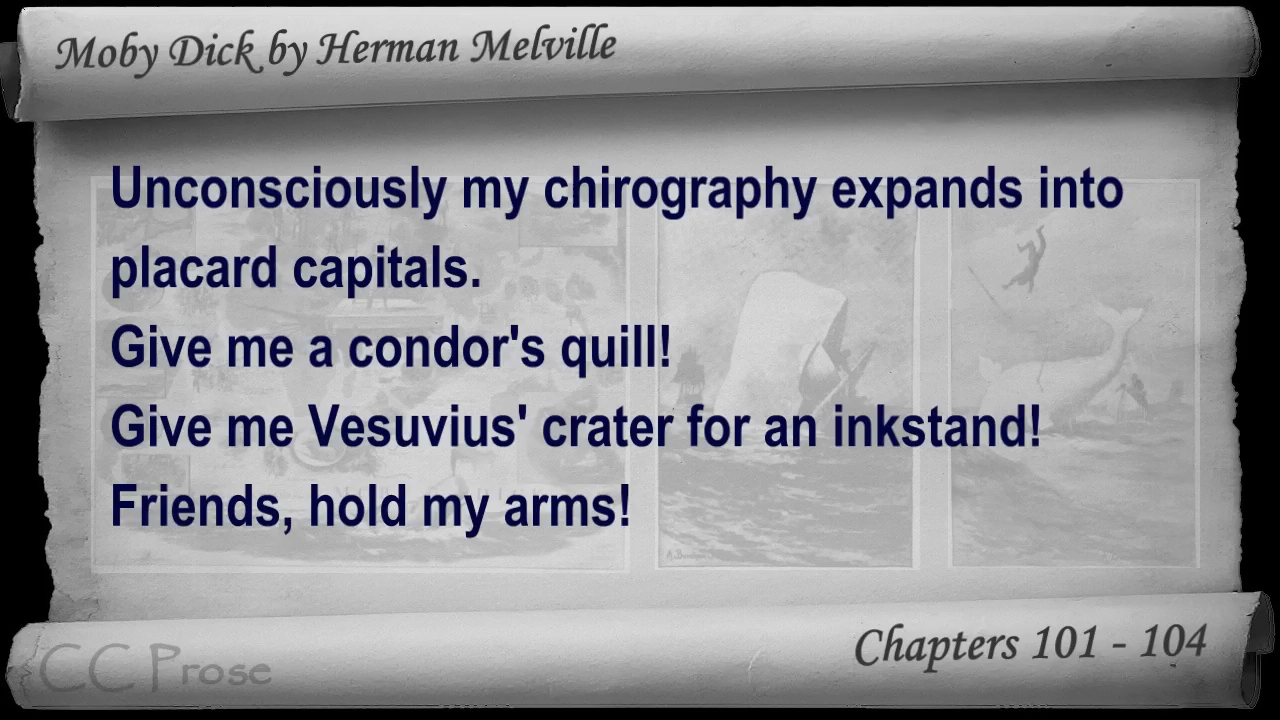 Moby Dick by Herman Melville
Unconsciously my chirography expands into
placard capitals.
Give me a condor's quill!
Give me Vesuvius' crater for an inkstand!
Friends, hold my arms!
Chapters 101 - 104
CC Prose